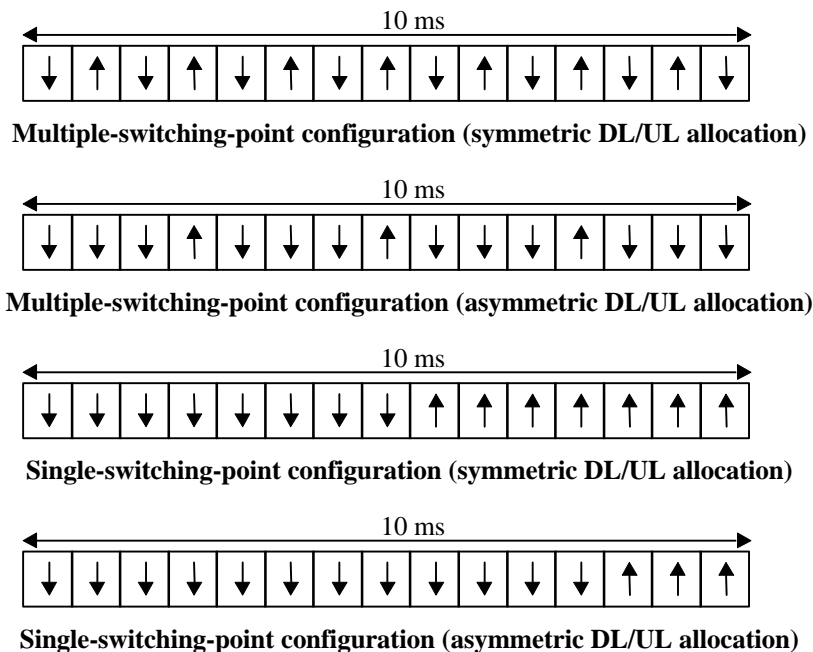 10 ms
Multiple-switching-point configuration (symmetric DL/UL allocation)
10 ms
Multiple-switching-point configuration (asymmetric DL/UL allocation)
10 ms
Single-switching-point configuration (symmetric DL/UL allocation)
10 ms
Single-switching-point configuration (asymmetric DL/UL allocation)